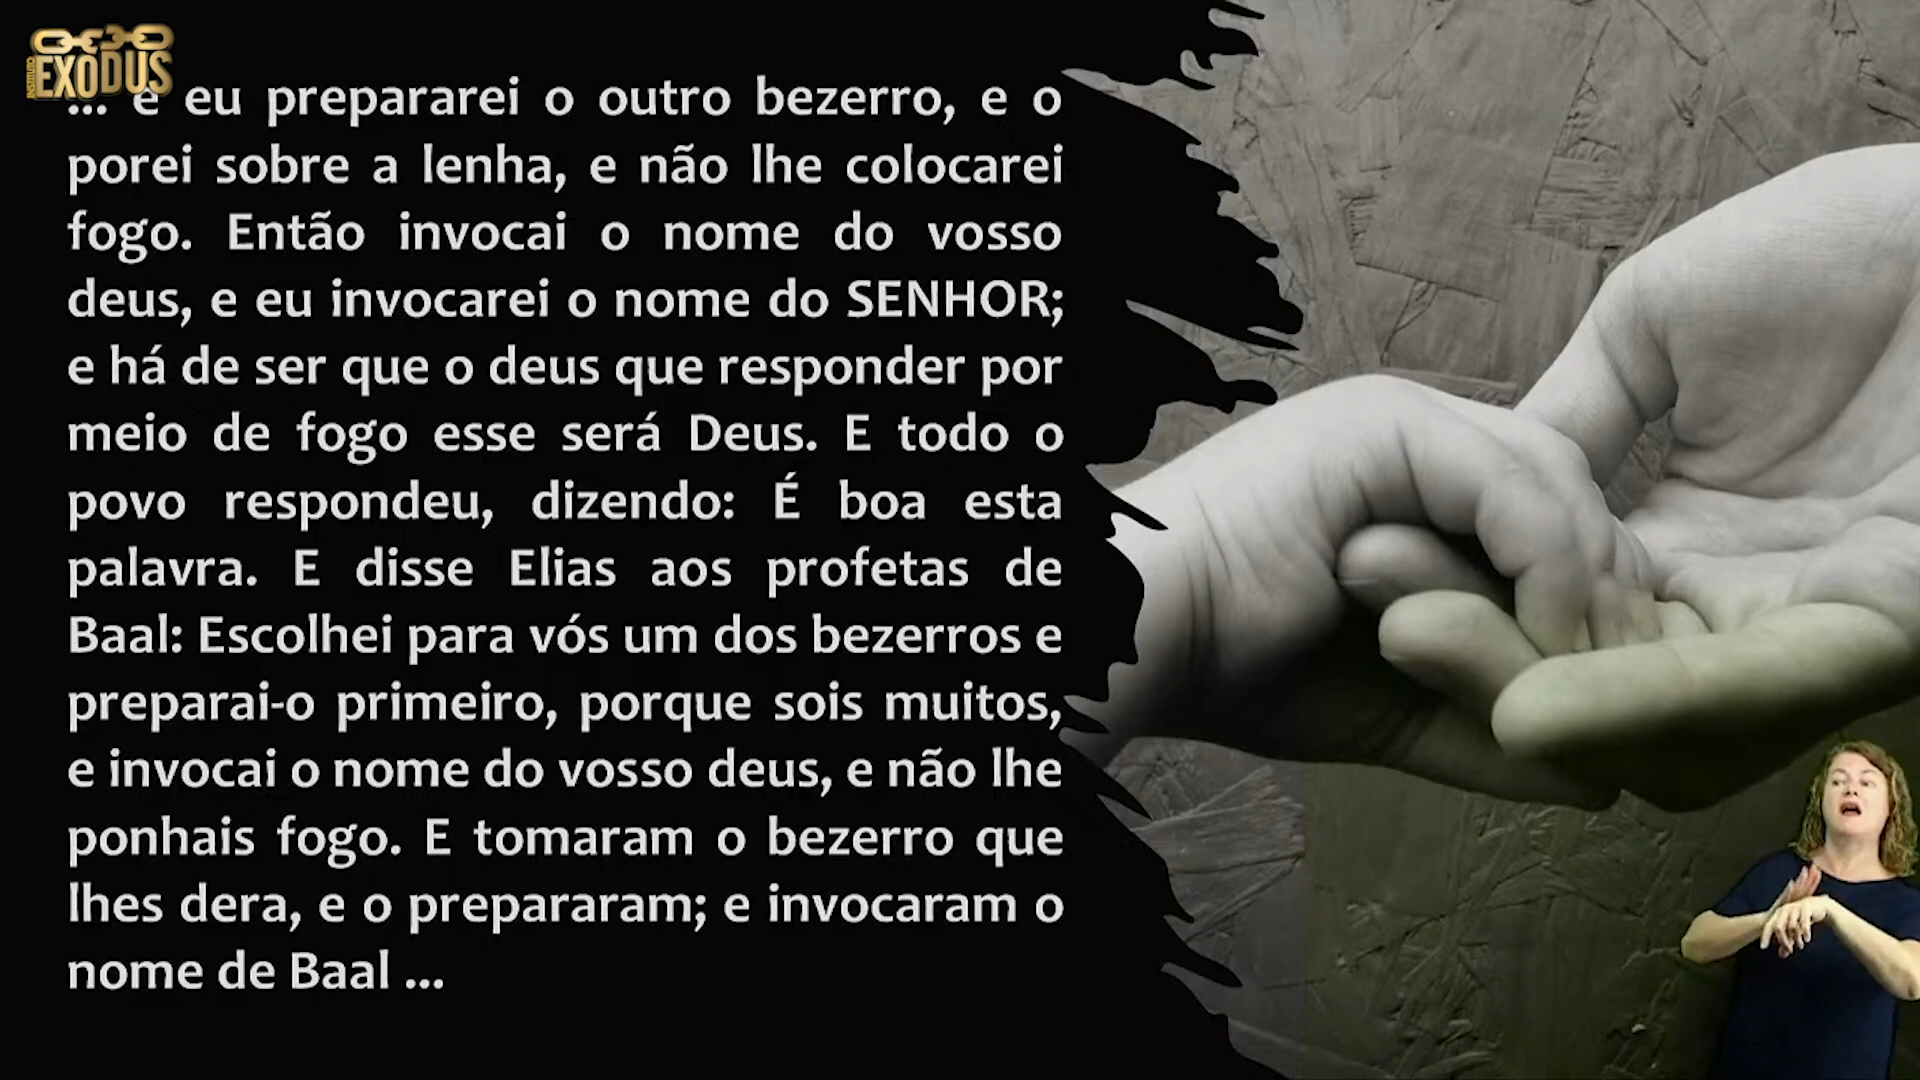 INSTITUTO
EXODUS
... e eu prepararei o outro bezerro, e o
porei sobre a lenha, e não lhe colocarei
fogo. Então invocai o nome do vosso
deus, e eu invocarei o nome do SENHOR;
e há de ser que o deus que responder por
meio de fogo esse será Deus. E todo o
povo respondeu, dizendo: É boa esta
palavra. E disse Elias aos profetas de
Baal: Escolhei para vós um dos bezerros e
preparai-o primeiro, porque sois muitos,
e invocai o nome do vosso deus, e não lhe
ponhais fogo. E tomaram o bezerro que
lhes dera, e o prepararam; e invocaram o
nome de Baal ...